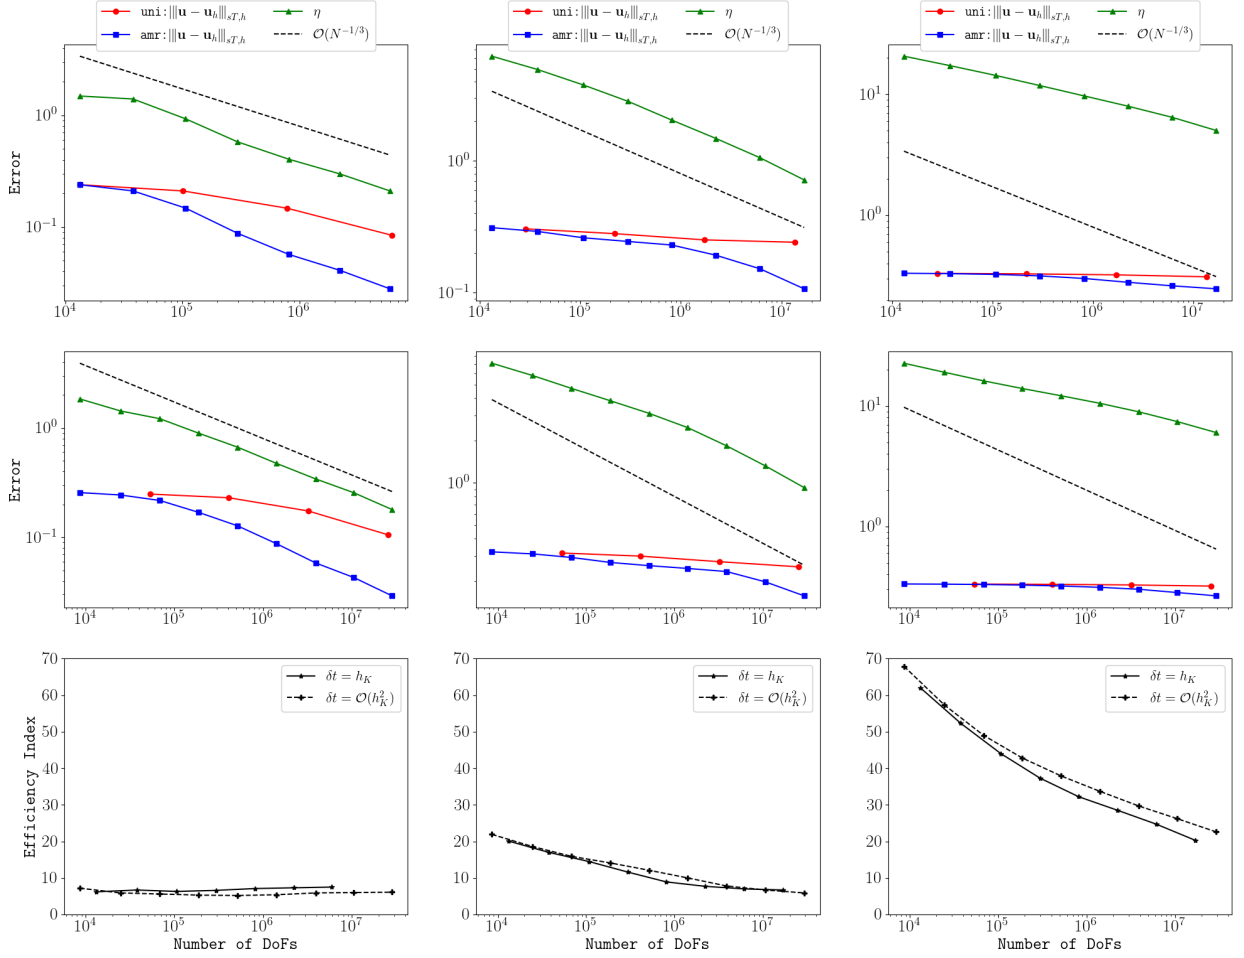 uni:|||u − u_h|||_{sT,h} η
amr:|||u − u_h|||_{sT,h} O(N^{−1/3})
uni:|||u − u_h|||_{sT,h} η
amr:|||u − u_h|||_{sT,h} O(N^{−1/3})
uni:|||u − u_h|||_{sT,h} η
amr:|||u − u_h|||_{sT,h} O(N^{−1/3})
Error
10^0
10^{−1}
10^4 10^5 10^6
10^0
10^{−1}
10^4 10^5 10^6 10^7
10^1
10^0
10^4 10^5 10^6 10^7
Error
10^0
10^{−1}
10^4 10^5 10^6 10^7
10^0
10^4 10^5 10^6 10^7
10^1
10^0
10^4 10^5 10^6 10^7
Efficiency Index
70
60
50
40
30
20
10
0
δt = h_K
δt = O(h_K^2)
10^4 10^5 10^6 10^7
Number of DoFs
70
60
50
40
30
20
10
0
δt = h_K
δt = O(h_K^2)
10^4 10^5 10^6 10^7
Number of DoFs
70
60
50
40
30
20
10
0
δt = h_K
δt = O(h_K^2)
10^4 10^5 10^6 10^7
Number of DoFs